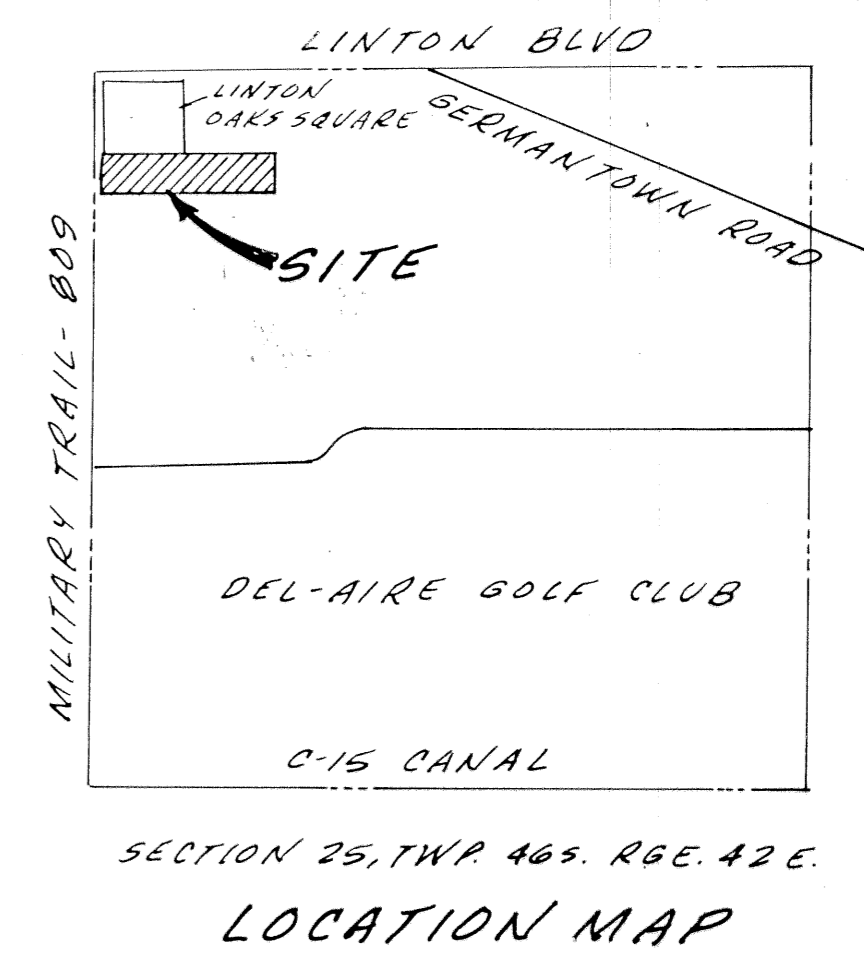 LINTON BLVD
LINTON
OAKS SQUARE
GERMANTOWN ROAD
SITE
MILITARY TRAIL- 809
DEL-AIRE GOLF CLUB
C-15 CANAL
SECTION 25, TWP. 46S. RGE. 42 E.
LOCATION MAP